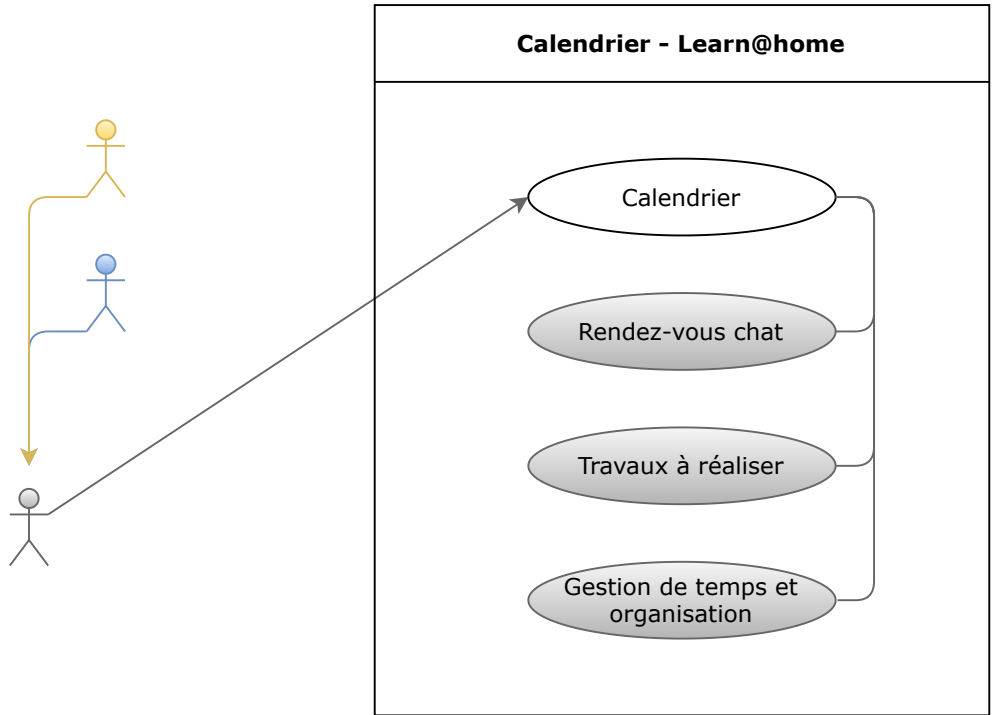 Calendrier - Learn@home
Calendrier
Rendez-vous chat
Travaux à réaliser
Gestion de temps et
organisation